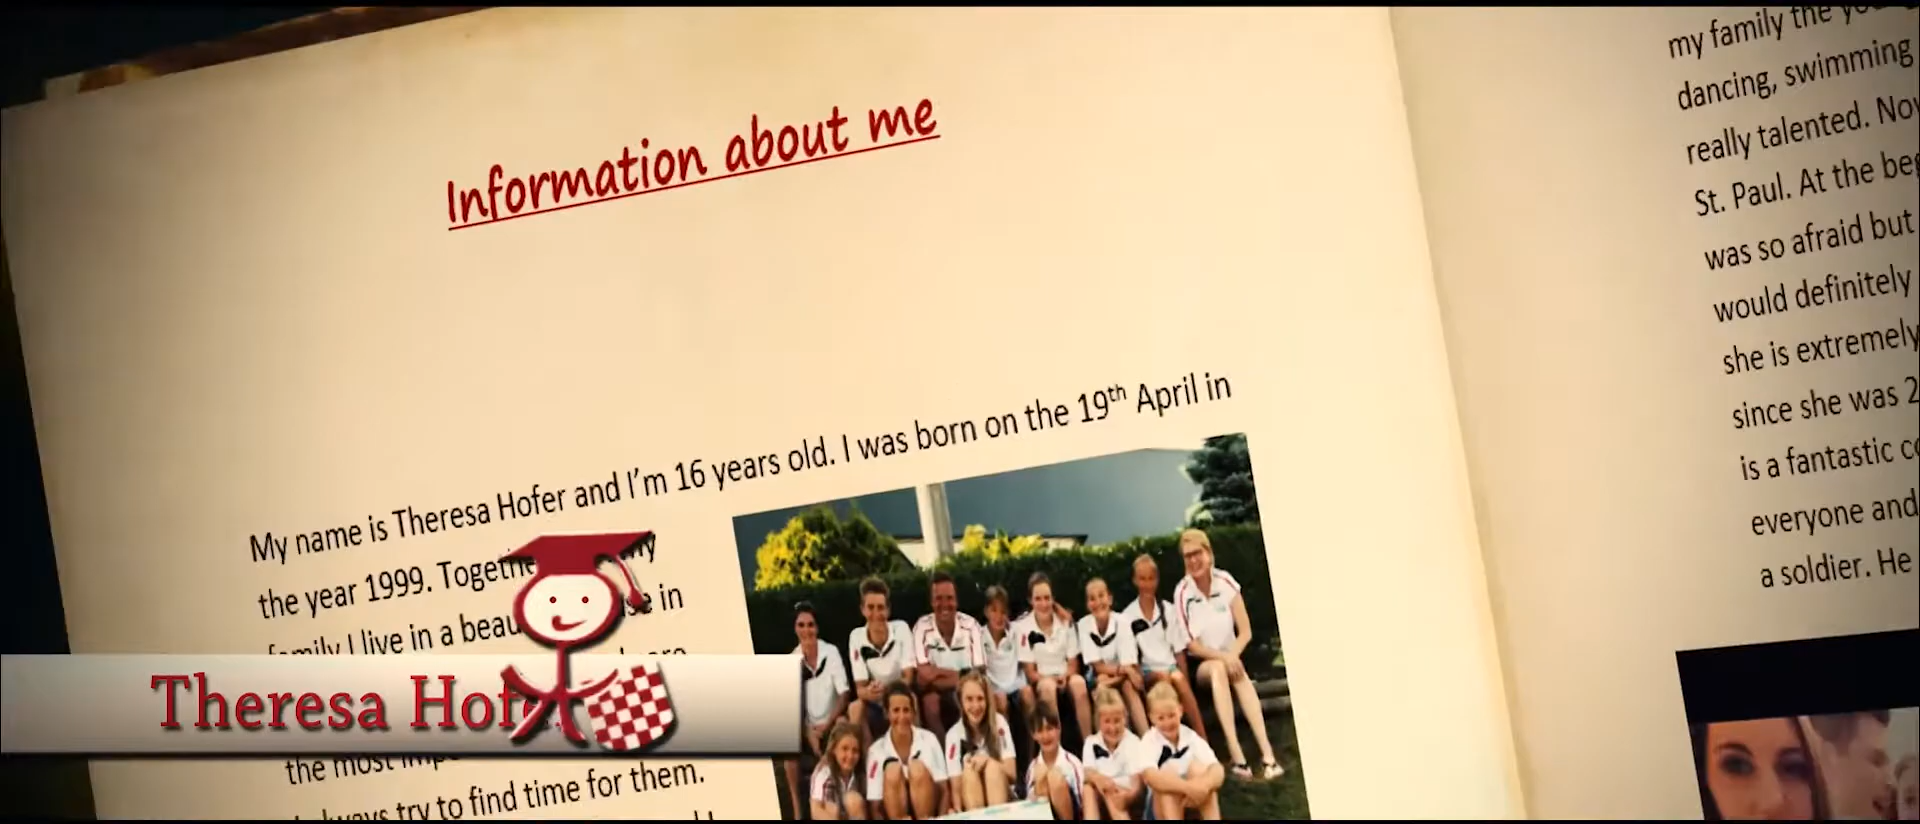 Information about me
My name is Theresa Hofer and I'm 16 years old. I was born on the 19th April in
the year 1999.
family I live in a in
the most
try to find time for them.
Theresa
my family the
dancing, swimming
really talented.
St. Paul. At the
was so afraid but
would definitely
she is extremely
since she was 2
is a fantastic
everyone and
a soldier. He